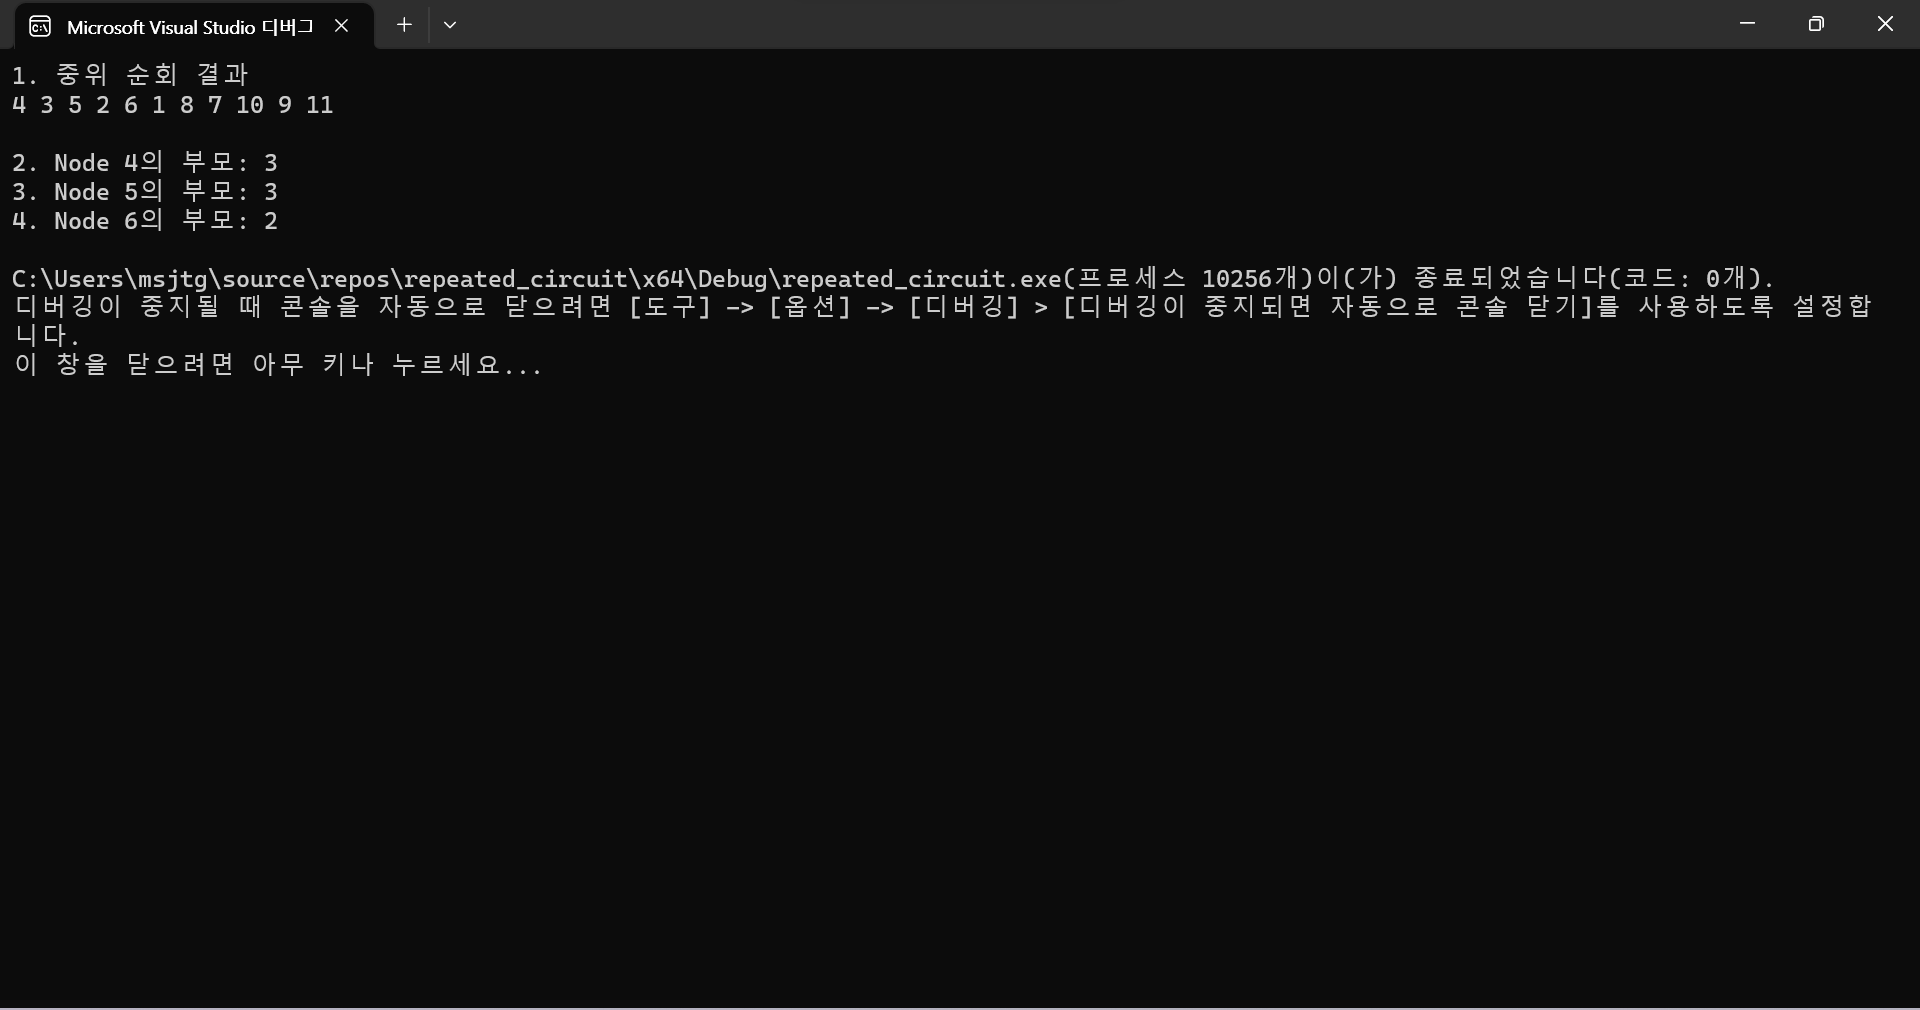 Microsoft Visual Studio 디버그
1. 중위 순회 결과
4 3 5 2 6 1 8 7 10 9 11
2. Node 4의 부모: 3
3. Node 5의 부모: 3
4. Node 6의 부모: 2
C:\Users\msjtg\source\repos\repeated_circuit\x64\Debug\repeated_circuit.exe(프로세스 10256개)이(가) 종료되었습니다(코드: 0개).
디버깅이 중지될 때 콘솔을 자동으로 닫으려면 [도구] -> [옵션] -> [디버깅] > [디버깅이 중지되면 자동으로 콘솔 닫기]를 사용하도록 설정합
니다.
이 창을 닫으려면 아무 키나 누르세요...